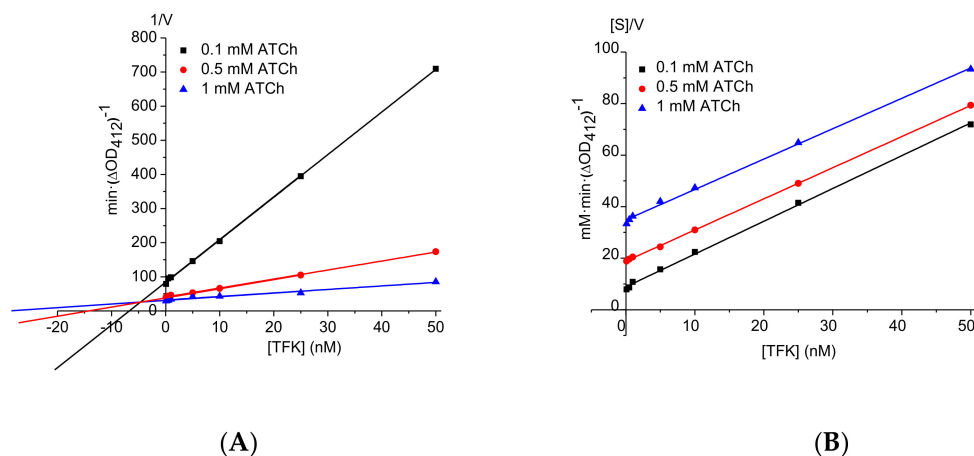 1/V
0.1 mM ATCh
0.5 mM ATCh
1 mM ATCh
min·(ΔOD412)-1
800
700
600
500
400
300
200
100
0
-20 -10 0 10 20 30 40 50
[TFK] (nM)
(A)
[S]/V
0.1 mM ATCh
0.5 mM ATCh
1 mM ATCh
mM·min·(ΔOD412)-1
100
80
60
40
20
0
0 10 20 30 40 50
[TFK] (nM)
(B)